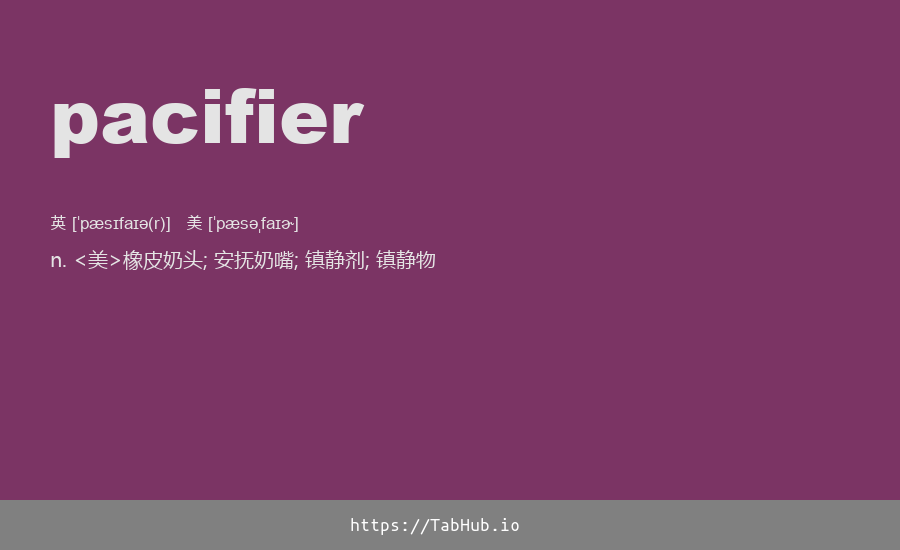 pacifier
英 [ˈpæsɪfaɪə(r)] 美 [ˈpæsəˌfaɪɚ]
n. <美>橡皮奶头; 安抚奶嘴; 镇静剂; 镇静物
https://TabHub.io